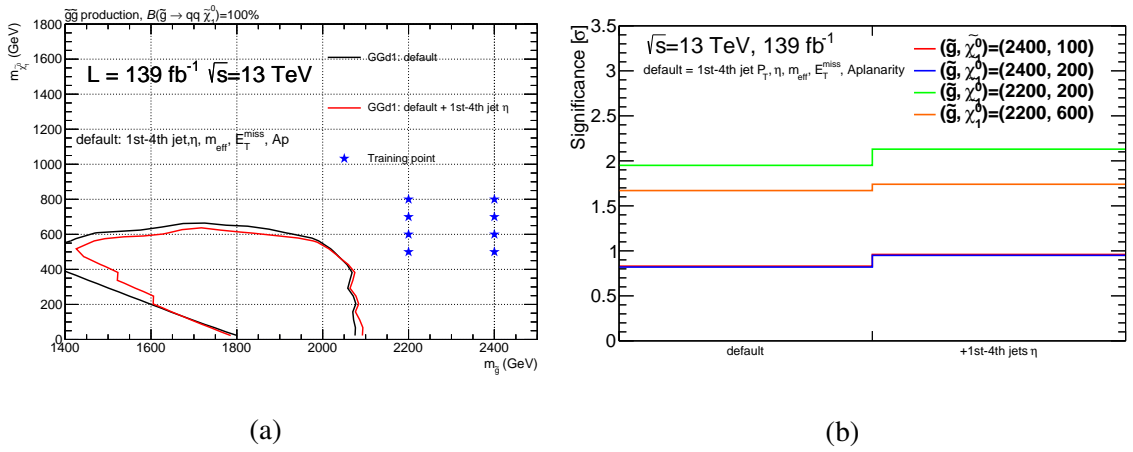 g̃g̃ production, B(g̃ → qq χ̃₁⁰)=100%
m_χ̃₁⁰ (GeV)
1800
1600
1400
1200
1000
800
600
400
200
0
L = 139 fb⁻¹ √s=13 TeV
GGd1: default
GGd1: default + 1st-4th jet η
default: 1st-4th jet,η, m_eff, E_T^miss, Ap
Training point
1400 1600 1800 2000 2200 2400
m_g̃ (GeV)
(a)
Significance [σ]
3.5
3
2.5
2
1.5
1
0.5
0
√s=13 TeV, 139 fb⁻¹
default = 1st-4th jet P_T, η, m_eff, E_T^miss, Aplanarity
(g̃, χ̃₁⁰)=(2400, 100)
(g̃, χ̃₁⁰)=(2400, 200)
(g̃, χ̃₁⁰)=(2200, 200)
(g̃, χ̃₁⁰)=(2200, 600)
default +1st-4th jets η
(b)